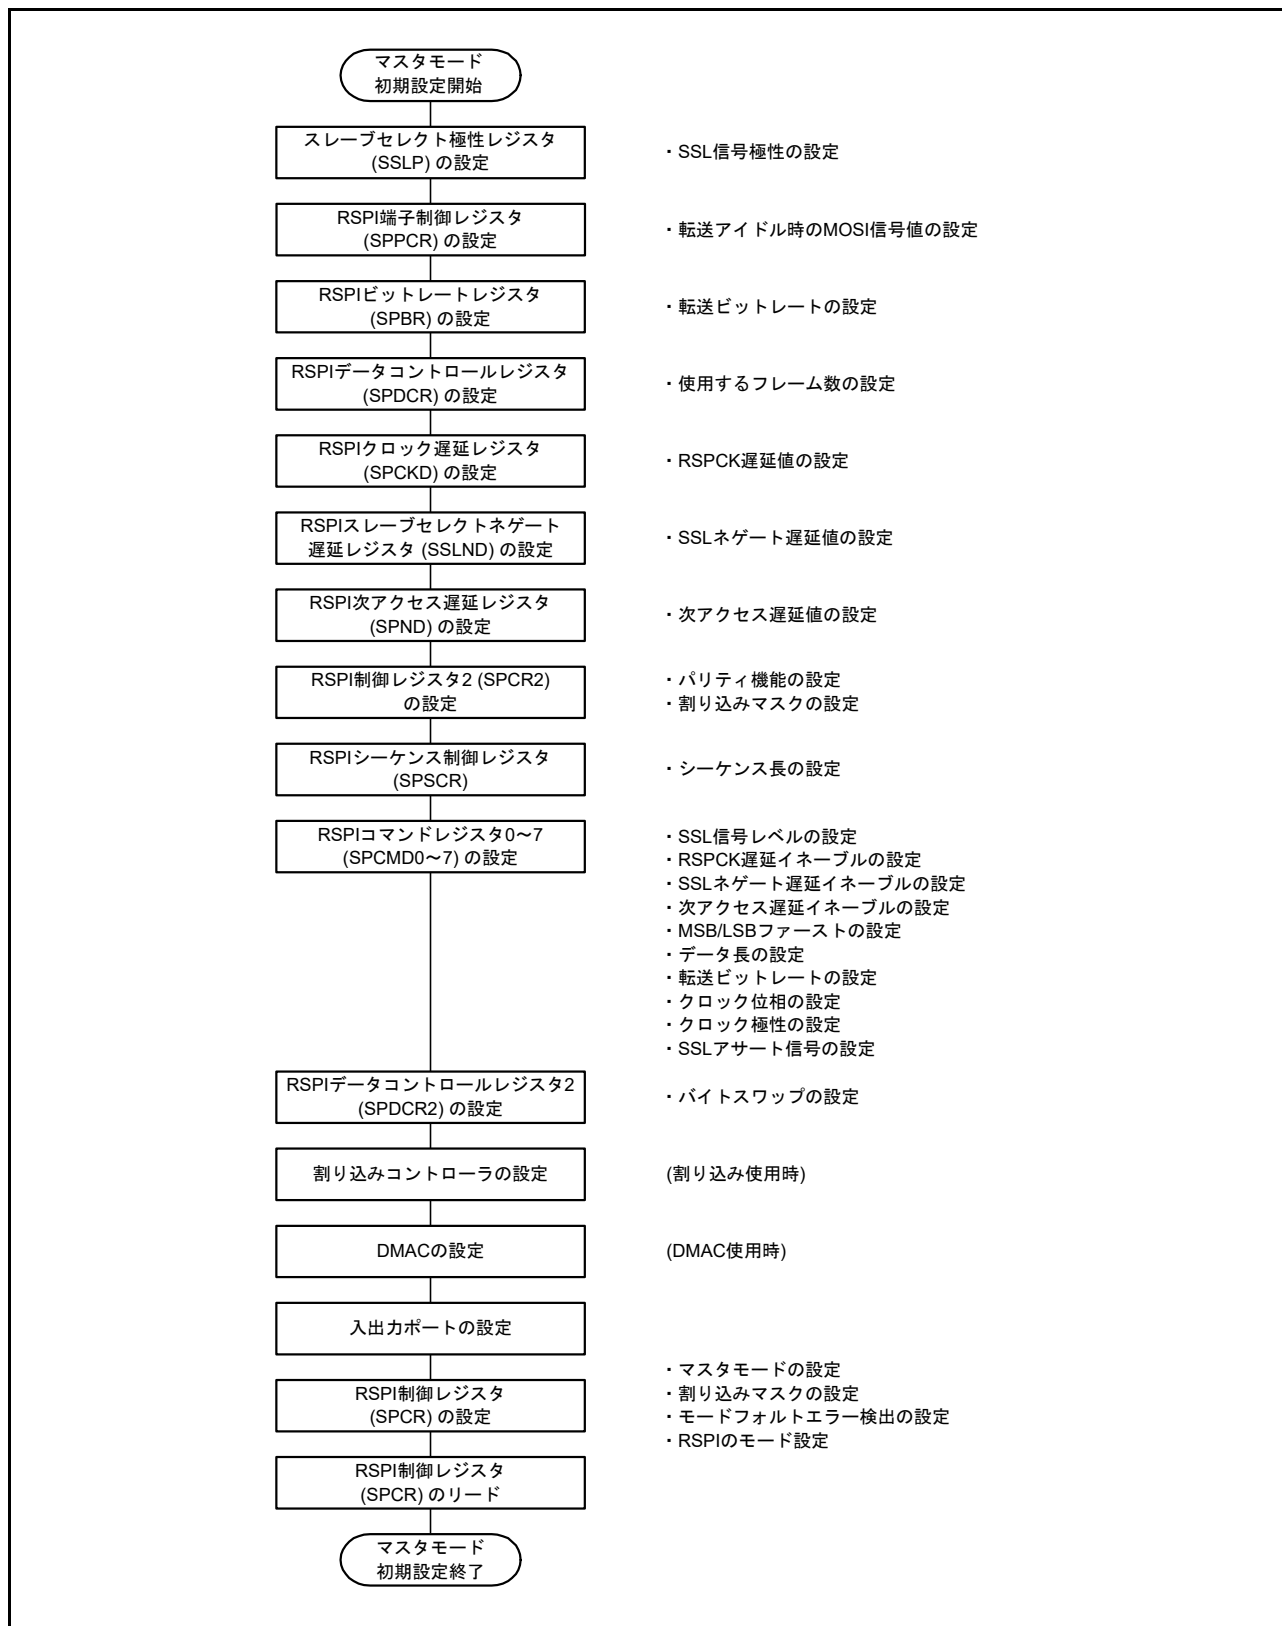 マスタモード
初期設定開始
スレーブセレクト極性レジスタ
(SSLP) の設定
・SSL信号極性の設定
RSPI端子制御レジスタ
(SPPCR) の設定
・転送アイドル時のMOSI信号値の設定
RSPIビットレートレジスタ
(SPBR) の設定
・転送ビットレートの設定
RSPIデータコントロールレジスタ
(SPDCR) の設定
・使用するフレーム数の設定
RSPIクロック遅延レジスタ
(SPCKD) の設定
・RSPCK遅延値の設定
RSPIスレーブセレクトネゲート
遅延レジスタ (SSLND) の設定
・SSLネゲート遅延値の設定
RSPI次アクセス遅延レジスタ
(SPND) の設定
・次アクセス遅延値の設定
RSPI制御レジスタ2 (SPCR2)
の設定
・パリティ機能の設定
・割り込みマスクの設定
RSPIシーケンス制御レジスタ
(SPSCR)
・シーケンス長の設定
RSPIコマンドレジスタ0～7
(SPCMD0～7) の設定
・SSL信号レベルの設定
・RSPCK遅延イネーブルの設定
・SSLネゲート遅延イネーブルの設定
・次アクセス遅延イネーブルの設定
・MSB/LSBファーストの設定
・データ長の設定
・転送ビットレートの設定
・クロック位相の設定
・クロック極性の設定
・SSLアサート信号の設定
RSPIデータコントロールレジスタ2
(SPDCR2) の設定
・バイトスワップの設定
割り込みコントローラの設定
(割り込み使用時)
DMACの設定
(DMAC使用時)
入出力ポートの設定
RSPI制御レジスタ
(SPCR) の設定
・マスタモードの設定
・割り込みマスクの設定
・モードフォルトエラー検出の設定
・RSPIのモード設定
RSPI制御レジスタ
(SPCR) のリード
マスタモード
初期設定終了